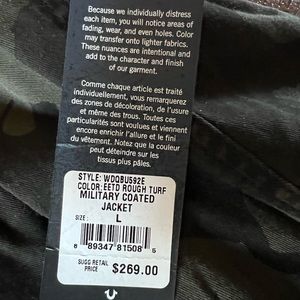 Because we individually distress
each item, you will notice areas of
fading, wear, and even holes. Color
may transfer onto lighter fabrics.
These nuances are intentional and
add to the character and finish
of our garment.
Comme chaque article est traité
individuellement, vous remarquez
des zones de décoloration, de l'usure
et même des trous. Toutes ces
particularités sont voulues et viennent
encore enrichir l'allure et le fini
du vêtement. Notez que la couleur
peut déteindre sur les
tissus plus pâles.
STYLE: WDQBU592E
COLOR: EETD ROUGH TURF
MILITARY COATED
JACKET
SIZE: L
8 89347 81508 5
SUGG RETAIL
PRICE $269.00